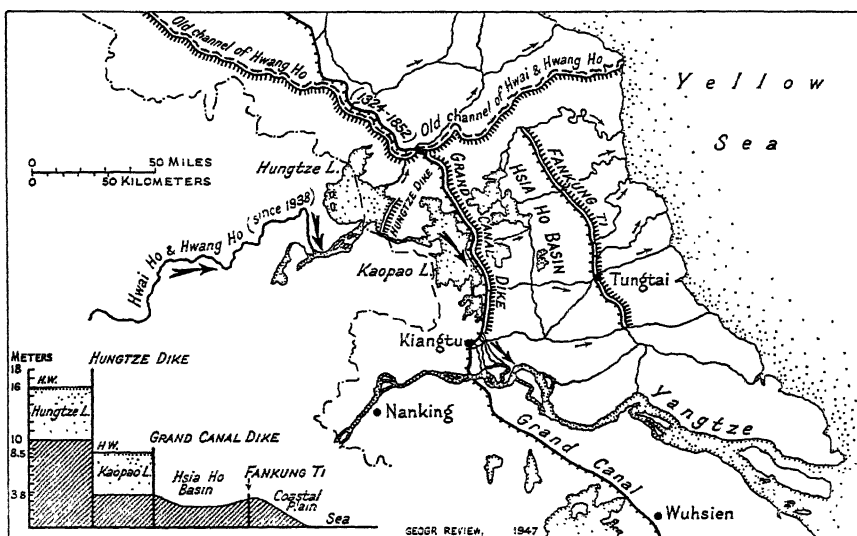 Old channel of Hwang Ho
(1324-1852)
Old channel of Hwai & Hwang Ho
Yellow
Sea
0 50 MILES
0 50 KILOMETERS
Hungtze L.
HUNGTZE DIKE
GRAND CANAL DIKE
HSIA HO BASIN
FANKUNG TI
Hwai Ho & Hwang Ho (since 1938)
Kaopao L.
Tungtai
Kiangtu
Nanking
Yangtze
Grand Canal
Wuhsien
METERS
HUNGTZE DIKE
18
16
H.W.
Hungtze L.
10
GRAND CANAL DIKE
8.5
H.W.
Kaopao L.
Hsia Ho
Basin
FANKUNG TI
3.8
Coastal
Plain
Sea
GEOGR REVIEW, 1947